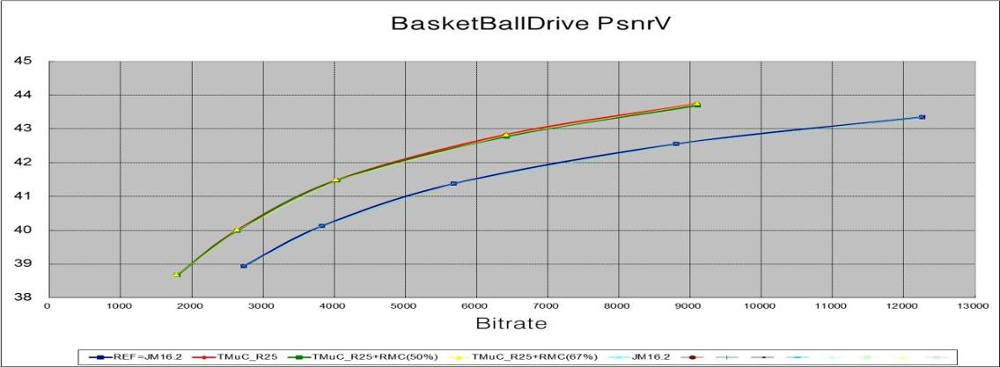 BasketBallDrive PsnrV
45
44
43
42
41
40
39
38
0 1000 2000 3000 4000 5000 6000 7000 8000 9000 10000 11000 12000 13000
Bitrate
REF=JM16.2 TMuC_R25 TMuC_R25+RMC(50%) TMuC_R25+RMC(67%) JM16.2